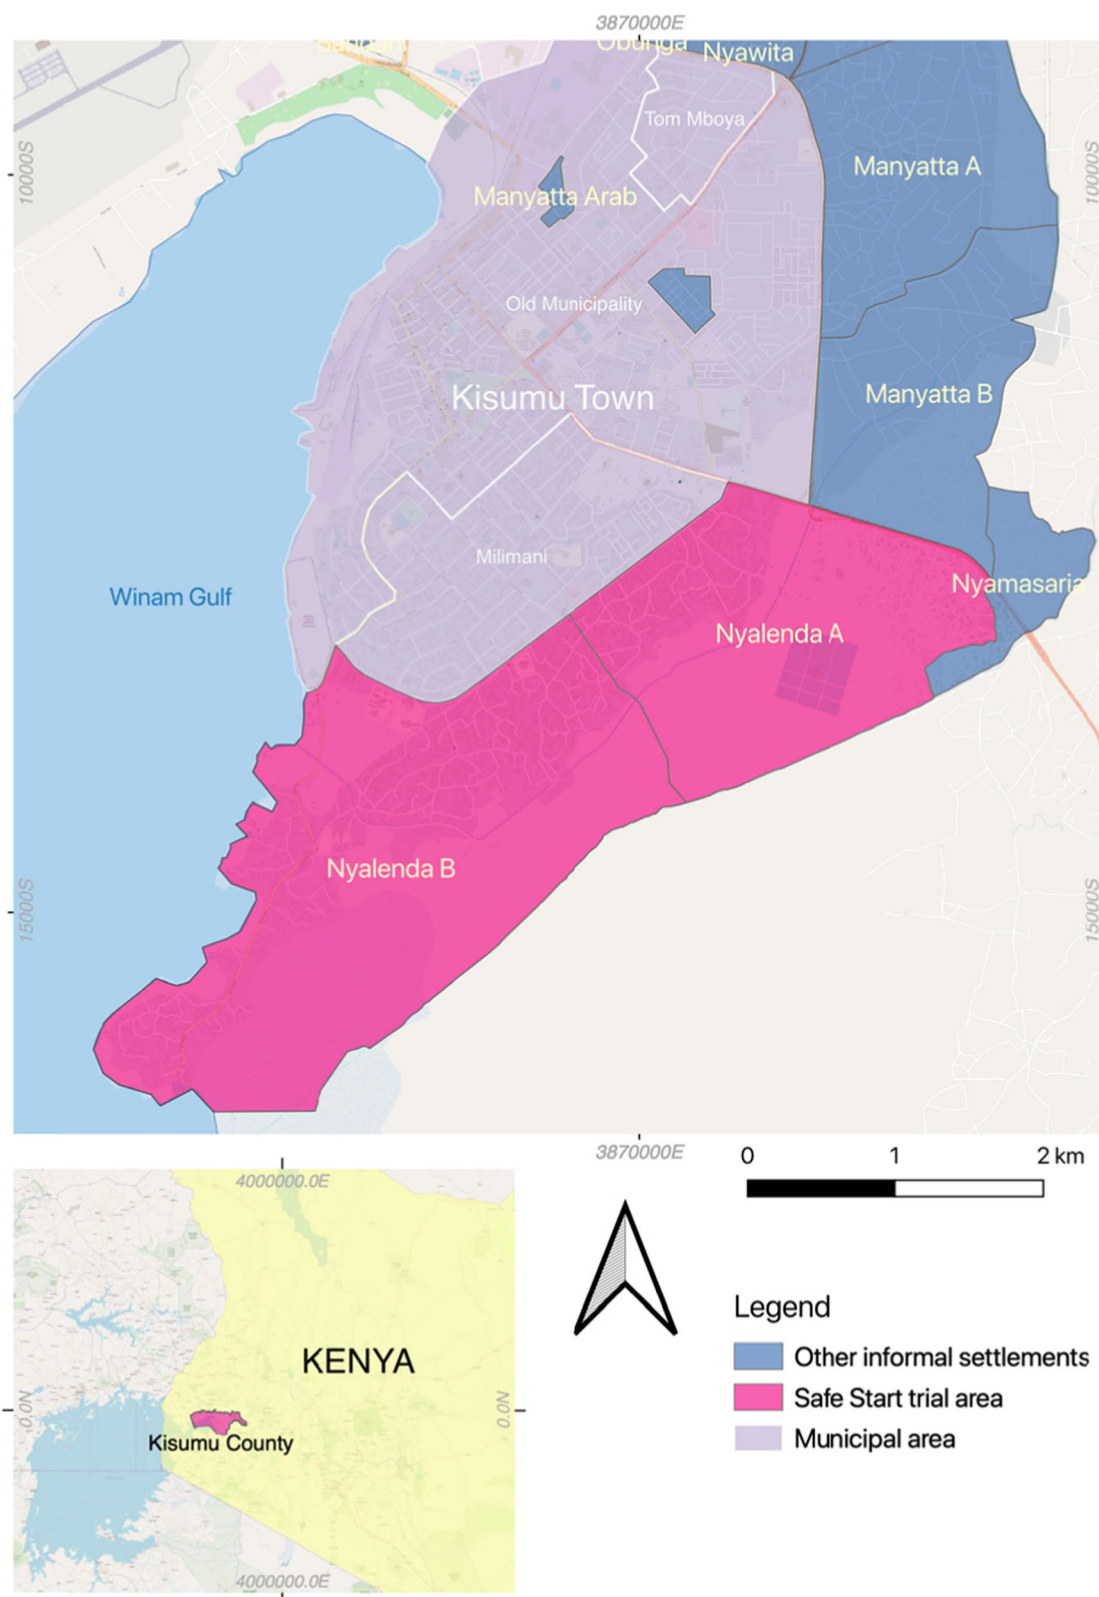 3870000E
Bandani
Obunga
Nyawita
Tom Mboya
10000S
10000S
Manyatta A
Manyatta Arab
Old Municipality
Kisumu Town
Manyatta B
Milimani
Nyamasaria
Winam Gulf
Nyalenda A
Nyalenda B
15000S
15000S
3870000E
0 1 2 km
4000000.0E
KENYA
0.0N
0.0N
Kisumu County
4000000.0E
Legend
Other informal settlements
Safe Start trial area
Municipal area